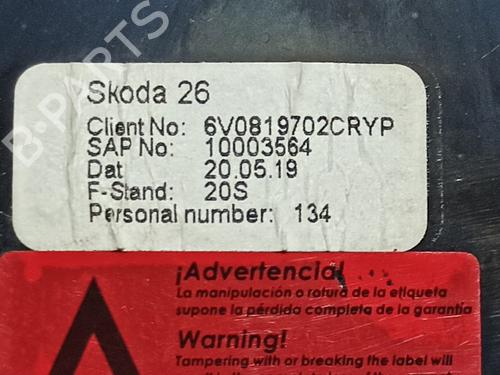 Skoda 26
Client No: 6V0819702CRYP
SAP No: 10003564
Dat 20.05.19
F-Stand: 20S
Personal number: 134
¡Advertencia!
La manipulación o rotura de la etiqueta
supone la pérdida completa de la garantía
Warning!
Tampering with or breaking the label will
B-PARTS